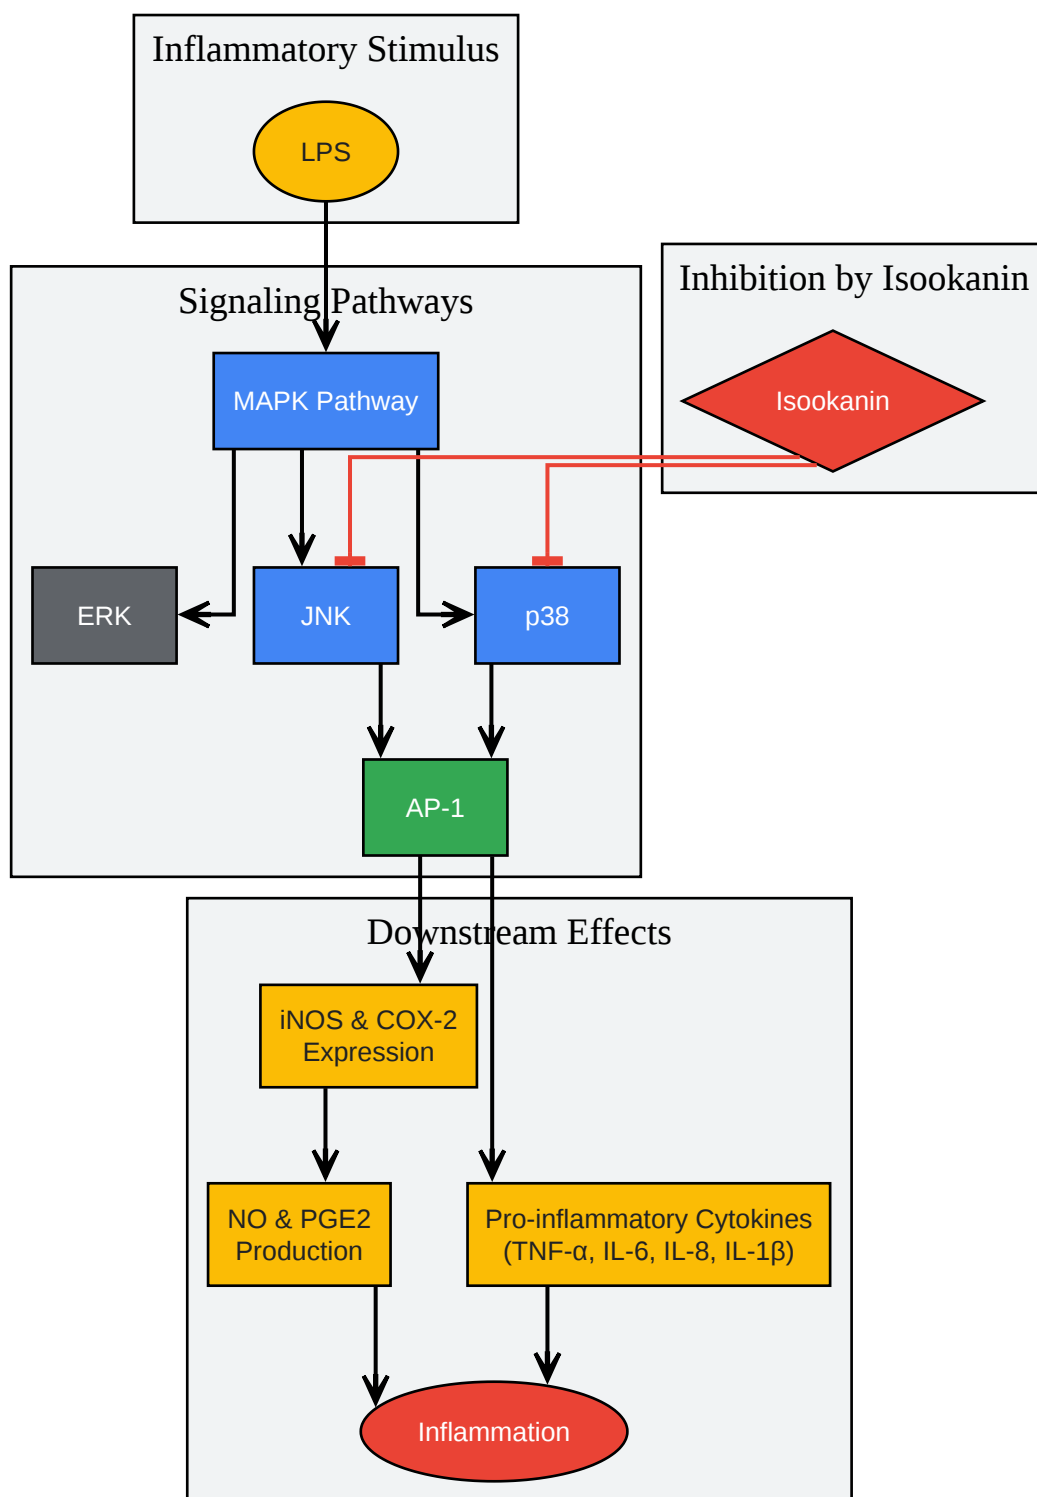 Inflammatory Stimulus
LPS
Signaling Pathways
Inhibition by Isookanin
MAPK Pathway
Isookanin
ERK
JNK
p38
AP-1
Downstream Effects
iNOS & COX-2
Expression
NO & PGE2
Production
Pro-inflammatory Cytokines
(TNF-α, IL-6, IL-8, IL-1β)
Inflammation